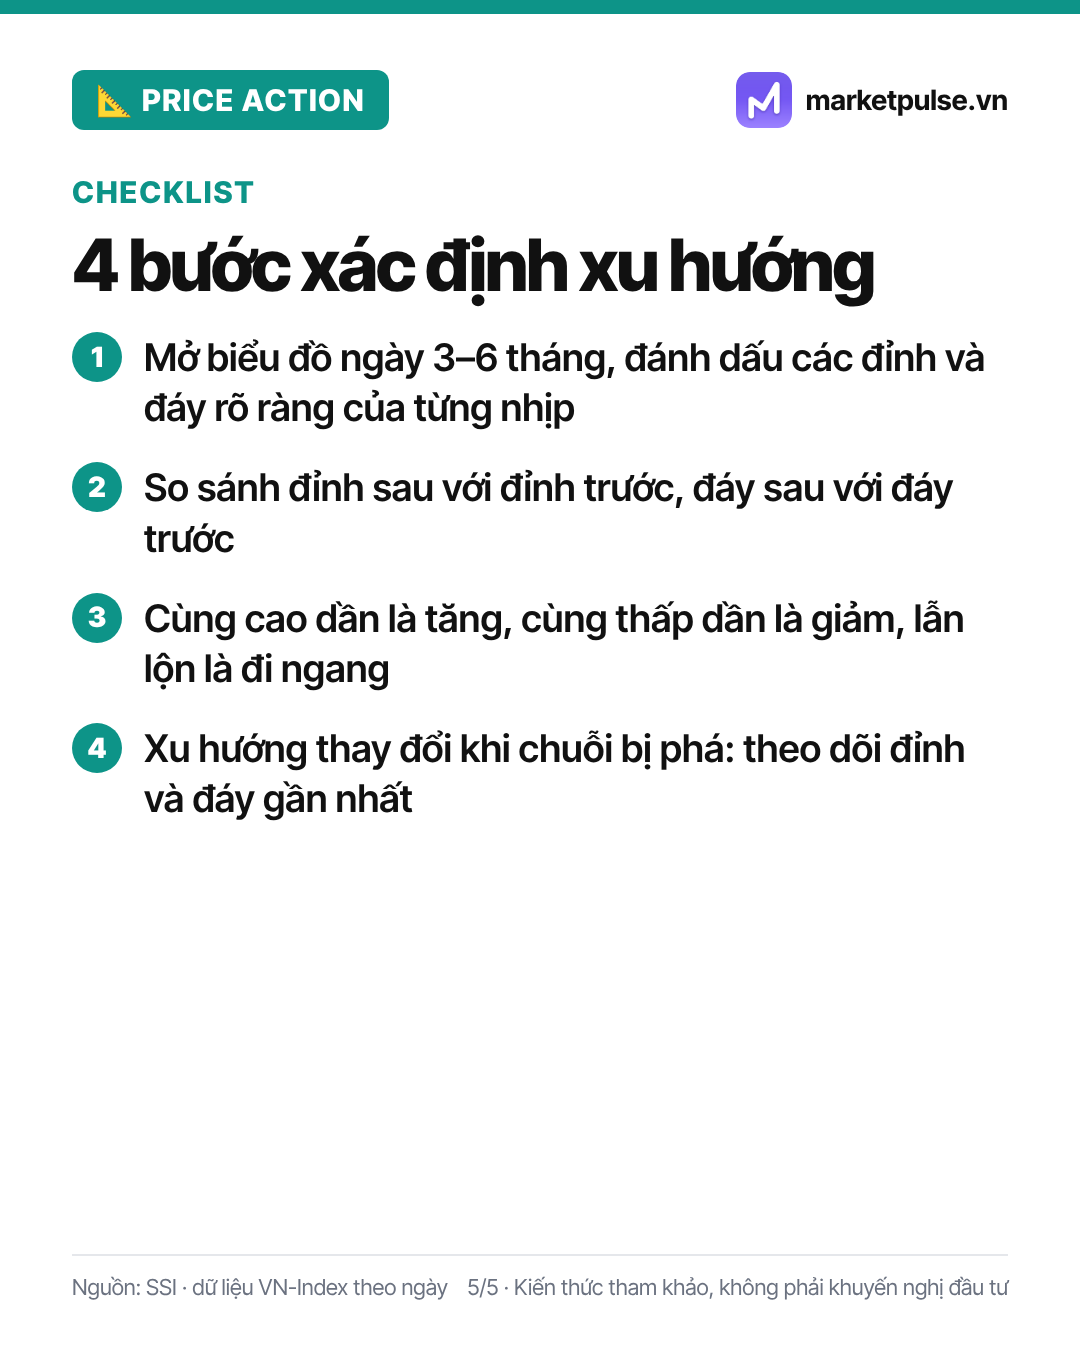 📐 PRICE ACTION
marketpulse.vn
CHECKLIST
4 bước xác định xu hướng
1 Mở biểu đồ ngày 3–6 tháng, đánh dấu các đỉnh và
đáy rõ ràng của từng nhịp
2 So sánh đỉnh sau với đỉnh trước, đáy sau với đáy
trước
3 Cùng cao dần là tăng, cùng thấp dần là giảm, lẫn
lộn là đi ngang
4 Xu hướng thay đổi khi chuỗi bị phá: theo dõi đỉnh
và đáy gần nhất
Nguồn: SSI · dữ liệu VN-Index theo ngày
5/5 · Kiến thức tham khảo, không phải khuyến nghị đầu tư